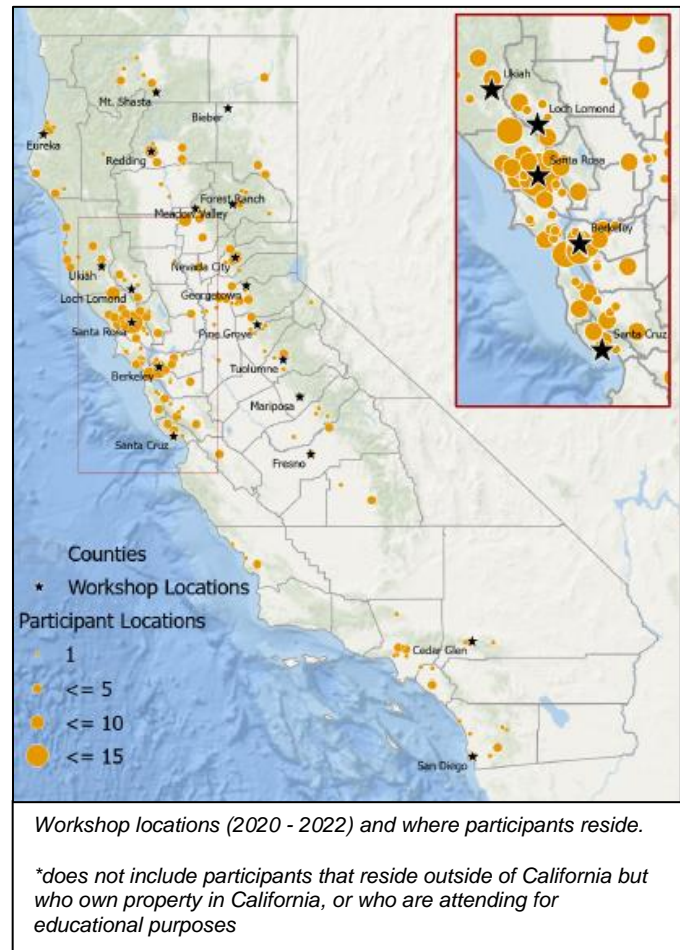 Mt. Shasta
Bieber
Eureka
Redding
Forest Ranch
Meadow Valley
Nevada City
Ukiah
Georgetown
Loch Lomond
Santa Rosa
Pine Grove
Berkeley
Tuolumne
Mariposa
Santa Cruz
Fresno
Cedar Glen
San Diego
Ukiah
Loch Lomond
Santa Rosa
Berkeley
Santa Cruz
Counties
Workshop Locations
Participant Locations
1
<= 5
<= 10
<= 15
Workshop locations (2020 - 2022) and where participants reside.
*does not include participants that reside outside of California but
who own property in California, or who are attending for
educational purposes